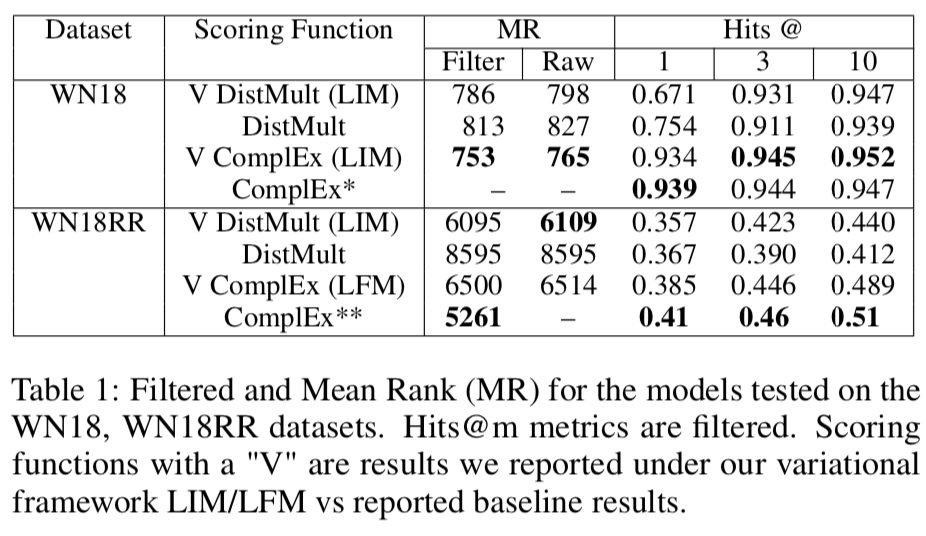 Dataset Scoring Function MR Hits @
Filter Raw 1 3 10
WN18 V DistMult (LIM) 786 798 0.671 0.931 0.947
DistMult 813 827 0.754 0.911 0.939
V ComplEx (LIM) 753 765 0.934 0.945 0.952
ComplEx* – – 0.939 0.944 0.947
WN18RR V DistMult (LIM) 6095 6109 0.357 0.423 0.440
DistMult 8595 8595 0.367 0.390 0.412
V ComplEx (LFM) 6500 6514 0.385 0.446 0.489
ComplEx** 5261 – 0.41 0.46 0.51
Table 1: Filtered and Mean Rank (MR) for the models tested on the
WN18, WN18RR datasets. Hits@m metrics are filtered. Scoring
functions with a "V" are results we reported under our variational
framework LIM/LFM vs reported baseline results.